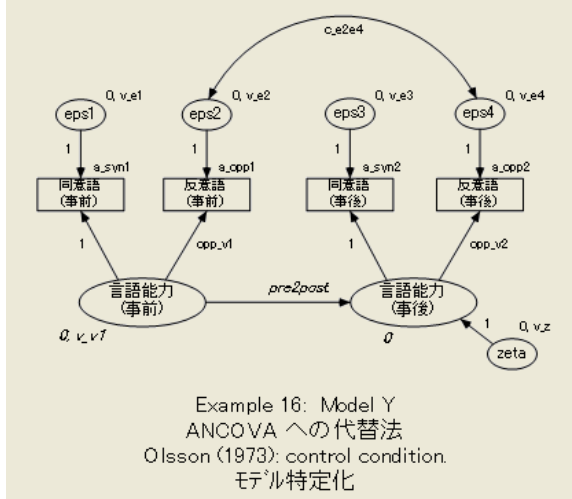 c_e2e4
0, v_e1
0, v_e2
0, v_e3
0, v_e4
eps1
eps2
eps3
eps4
1
1
1
1
a_syn1
a_opp1
a_syn2
a_opp2
同意語
(事前)
反意語
(事前)
同意語
(事後)
反意語
(事後)
1
opp_v1
1
opp_v2
言語能力
(事前)
pre2post
言語能力
(事後)
0, v_v1
0
1
0, v_z
zeta
Example 16: Model Y
ANCOVA への代替法
Olsson (1973): control condition.
モデル特定化